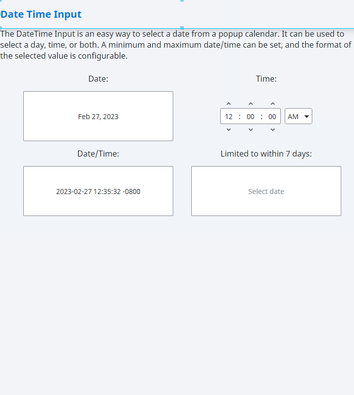 Date Time Input
The DateTime Input is an easy way to select a date from a popup calendar. It can be used to
select a day, time, or both. A minimum and maximum date/time can be set, and the format of
the selected value is configurable.
Date:
Time:
Feb 27, 2023
12 : 00 : 00 AM
Date/Time:
Limited to within 7 days:
2023-02-27 12:35:32 -0800
Select date